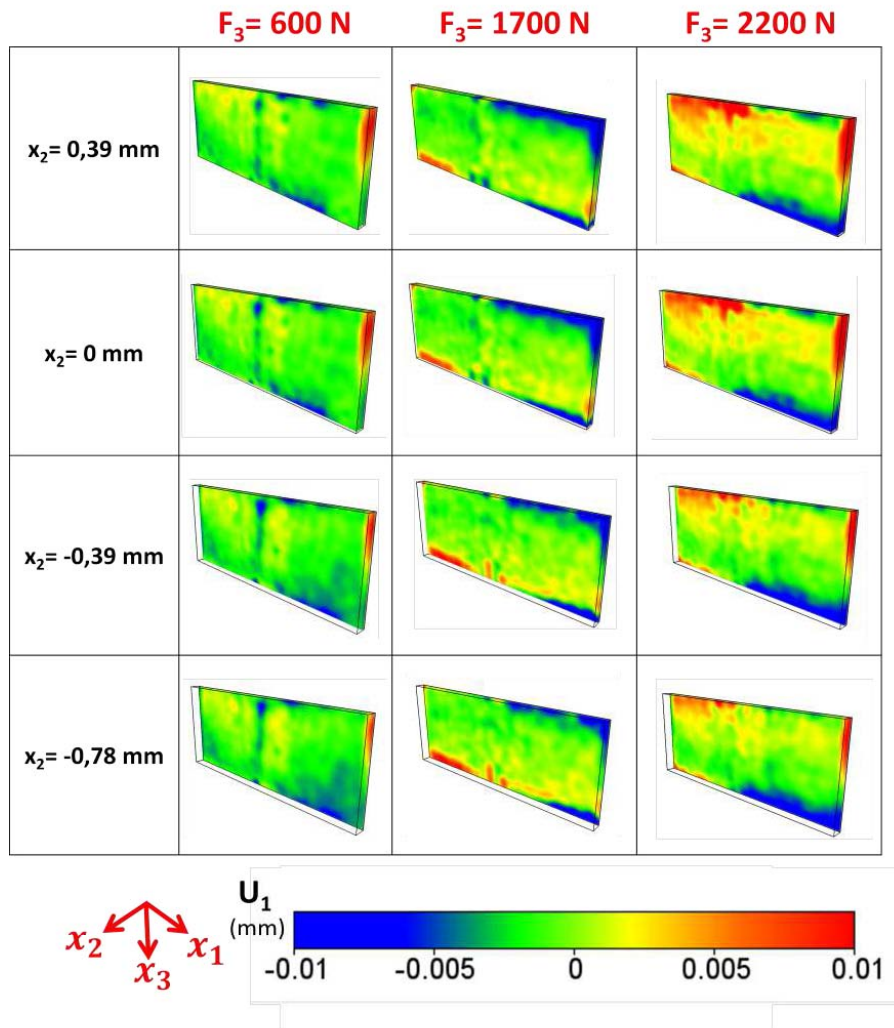 F₃= 600 N F₃= 1700 N F₃= 2200 N
x₂= 0,39 mm
x₂= 0 mm
x₂= -0,39 mm
x₂= -0,78 mm
x₂ x₃ x₁
U₁
(mm)
-0.01 -0.005 0 0.005 0.01